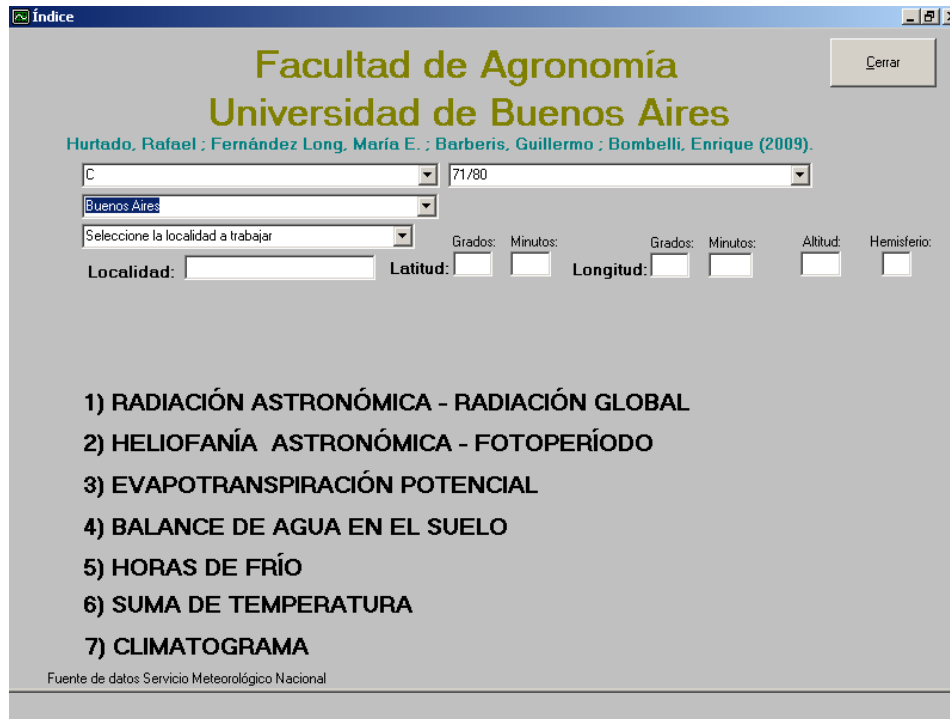 Índice
Facultad de Agronomía
Cerrar
Universidad de Buenos Aires
Hurtado, Rafael ; Fernández Long, María E. ; Barberis, Guillermo ; Bombelli, Enrique (2009).
C 71/80
Buenos Aires
Seleccione la localidad a trabajar
Grados: Minutos: Grados: Minutos: Altitud: Hemisferio:
Localidad: Latitud: Longitud:
1) RADIACIÓN ASTRONÓMICA - RADIACIÓN GLOBAL
2) HELIOFANÍA ASTRONÓMICA - FOTOPERÍODO
3) EVAPOTRANSPIRACIÓN POTENCIAL
4) BALANCE DE AGUA EN EL SUELO
5) HORAS DE FRÍO
6) SUMA DE TEMPERATURA
7) CLIMATOGRAMA
Fuente de datos Servicio Meteorológico Nacional